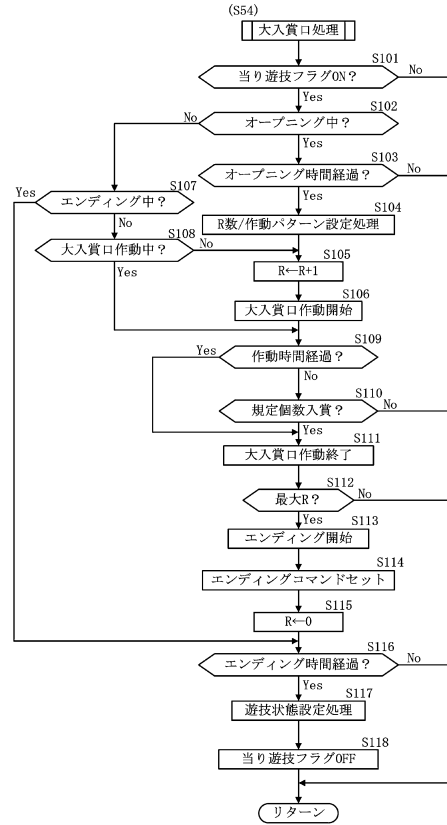 (S54)
大入賞口処理
S101
当り遊技フラグON？
No
Yes
S102
No
オープニング中？
Yes
S103
オープニング時間経過？
No
Yes
S107
Yes
エンディング中？
No
S104
R数/作動パターン設定処理
S108
大入賞口作動中？
No
Yes
S105
R←R+1
S106
大入賞口作動開始
S109
Yes
作動時間経過？
No
S110
規定個数入賞？
No
Yes
S111
大入賞口作動終了
S112
最大R？
No
Yes
S113
エンディング開始
S114
エンディングコマンドセット
S115
R←0
S116
エンディング時間経過？
No
Yes
S117
遊技状態設定処理
S118
当り遊技フラグOFF
リターン